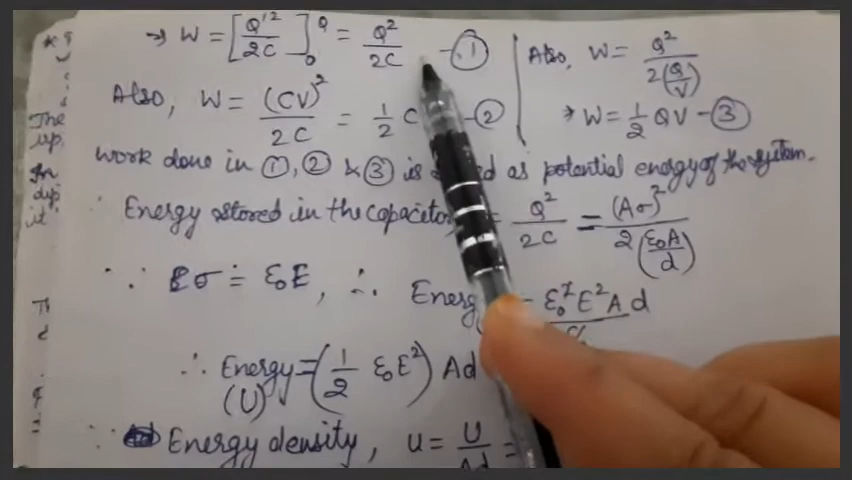 → W = [Q'²/2C]₀^Q = Q²/2C - ①
Also, W = Q²/2(Q/V)
Also, W = (CV)²/2C = 1/2 C - ②
→ W = 1/2 QV - ③
work done in ①, ② & ③ is as potential energy of the system.
∴ Energy stored in the capacitor = Q²/2C = (Aσ)²/2(ε₀A/d)
∵ σ = ε₀E, ∴ Energy = ε₀²E²Ad
∴ Energy = (1/2 ε₀E²) Ad
(U)
∵ Energy density, u = U/Ad =
The
up.